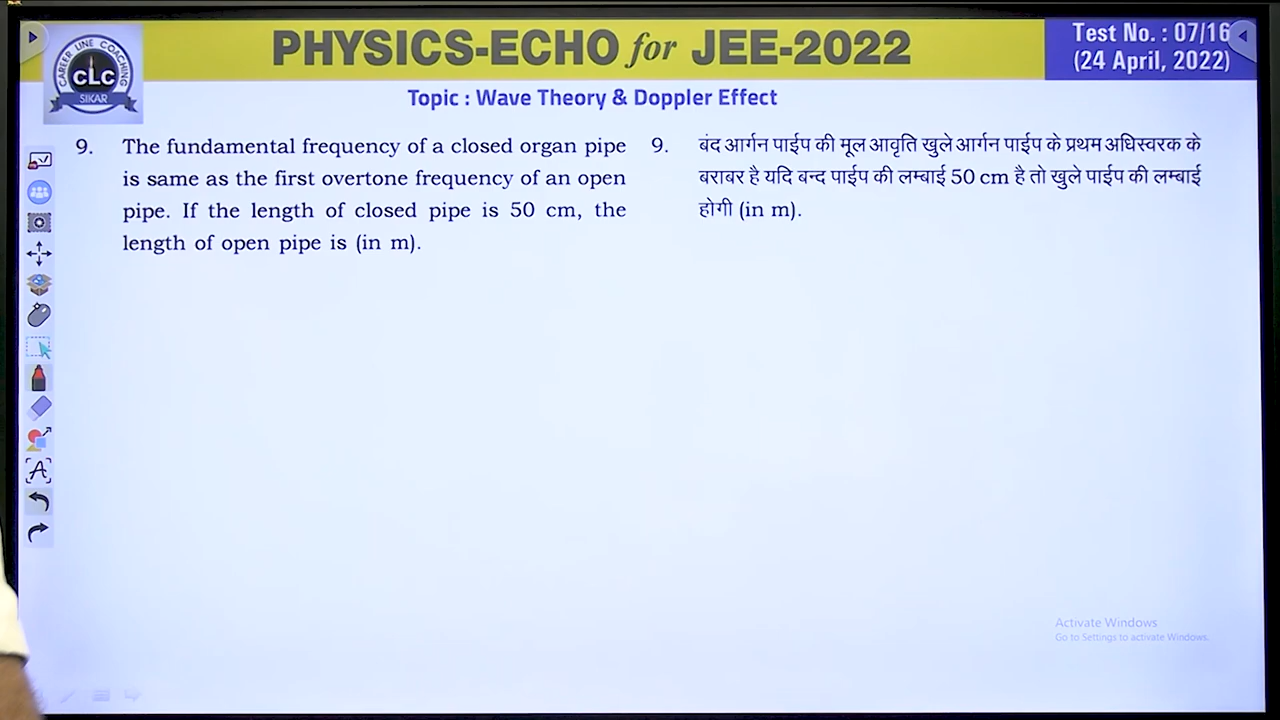 PHYSICS-ECHO for JEE-2022
Test No. : 07/16
(24 April, 2022)
CAREER LINE COACHING
CLC
SIKAR
Topic : Wave Theory & Doppler Effect
9. The fundamental frequency of a closed organ pipe
is same as the first overtone frequency of an open
pipe. If the length of closed pipe is 50 cm, the
length of open pipe is (in m).
9. बंद आर्गन पाईप की मूल आवृति खुले आर्गन पाईप के प्रथम अधिस्वरक के
बराबर है यदि बन्द पाईप की लम्बाई 50 cm है तो खुले पाईप की लम्बाई
होगी (in m).
A
Activate Windows
Go to Settings to activate Windows.